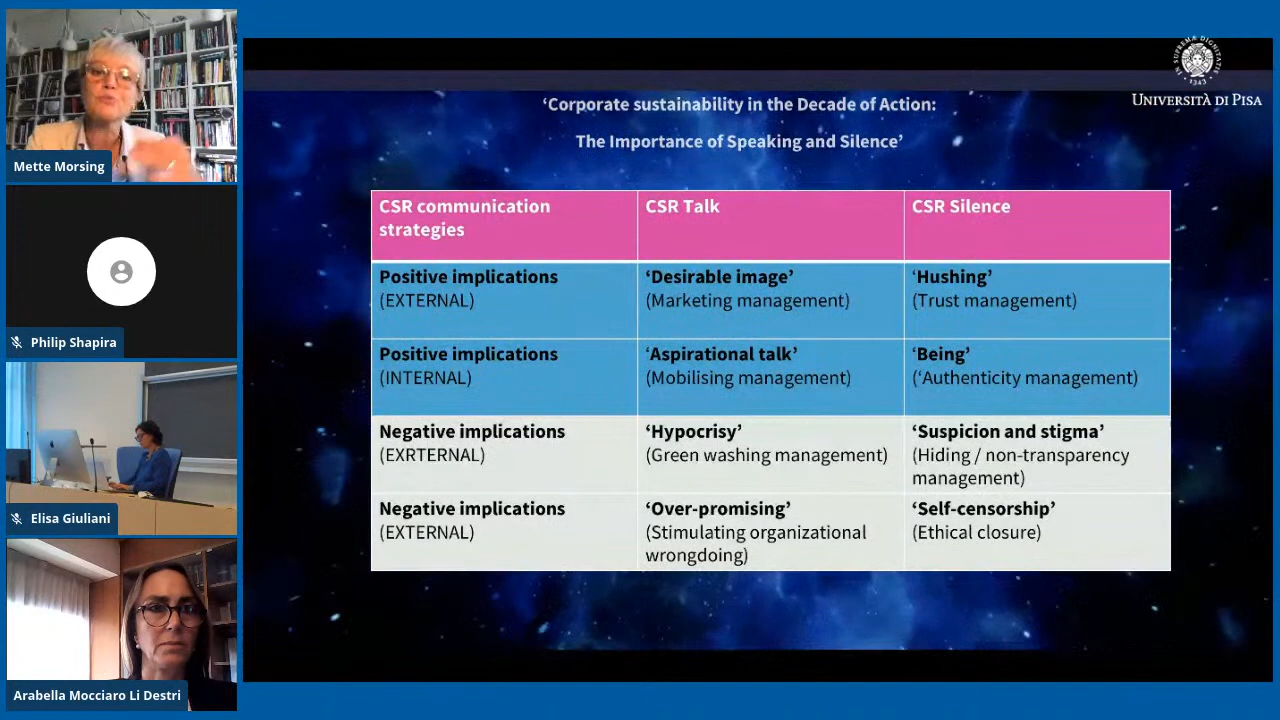 Mette Morsing
Philip Shapira
Elisa Giuliani
Arabella Mocciaro Li Destri
‘Corporate sustainability in the Decade of Action:
The Importance of Speaking and Silence’
IN SUPREMÆ DIGNITATIS
1343
UNIVERSITÀ DI PISA
CSR communication
strategies
CSR Talk
CSR Silence
Positive implications
(EXTERNAL)
‘Desirable image’
(Marketing management)
‘Hushing’
(Trust management)
Positive implications
(INTERNAL)
‘Aspirational talk’
(Mobilising management)
‘Being’
(‘Authenticity management)
Negative implications
(EXRTERNAL)
‘Hypocrisy’
(Green washing management)
‘Suspicion and stigma’
(Hiding / non-transparency
management)
Negative implications
(EXTERNAL)
‘Over-promising’
(Stimulating organizational
wrongdoing)
‘Self-censorship’
(Ethical closure)